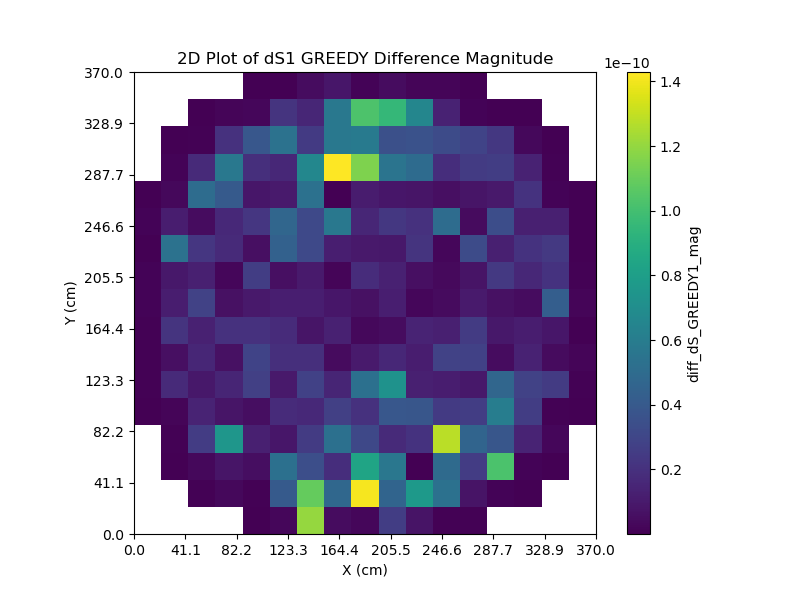 2D Plot of dS1 GREEDY Difference Magnitude
1e−10
370.0
328.9
287.7
246.6
205.5
164.4
123.3
82.2
41.1
0.0
Y (cm)
0.0 41.1 82.2 123.3 164.4 205.5 246.6 287.7 328.9 370.0
X (cm)
1.4
1.2
1.0
0.8
0.6
0.4
0.2
diff_dS_GREEDY1_mag